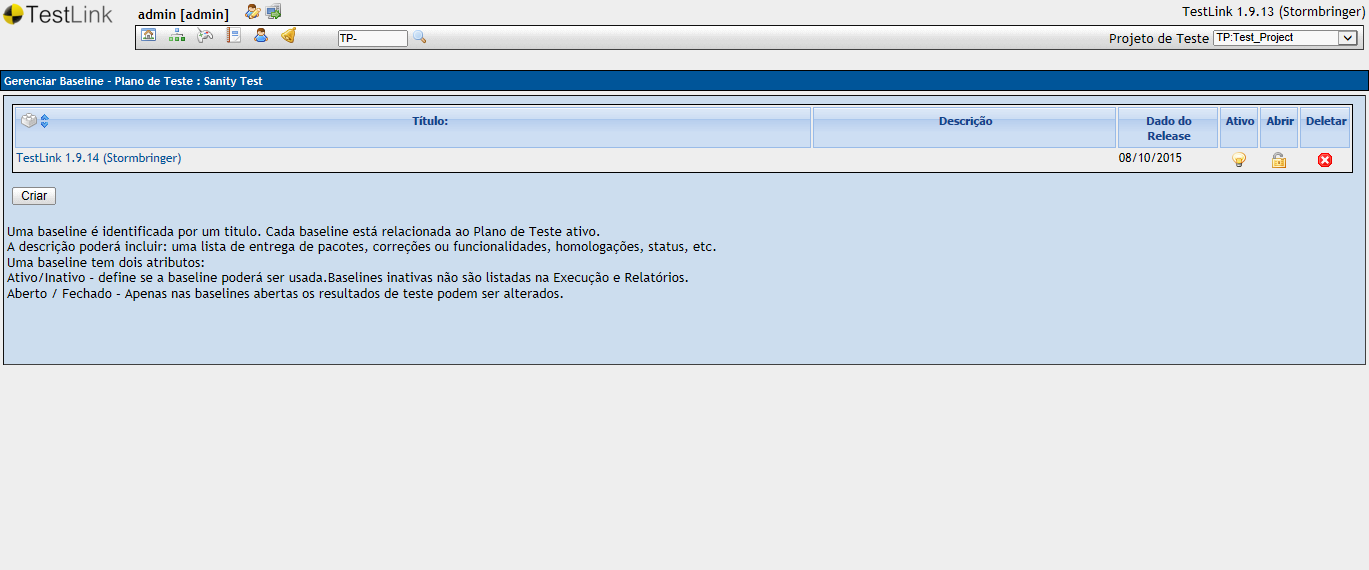 TestLink
admin [admin]
TestLink 1.9.13 (Stormbringer)
TP-
Projeto de Teste TP:Test_Project
Gerenciar Baseline - Plano de Teste : Sanity Test
Título: Descrição Dado do Release Ativo Abrir Deletar
TestLink 1.9.14 (Stormbringer) 08/10/2015
Criar
Uma baseline é identificada por um titulo. Cada baseline está relacionada ao Plano de Teste ativo.
A descrição poderá incluir: uma lista de entrega de pacotes, correções ou funcionalidades, homologações, status, etc.
Uma baseline tem dois atributos:
Ativo/Inativo - define se a baseline poderá ser usada.Baselines inativas não são listadas na Execução e Relatórios.
Aberto / Fechado - Apenas nas baselines abertas os resultados de teste podem ser alterados.